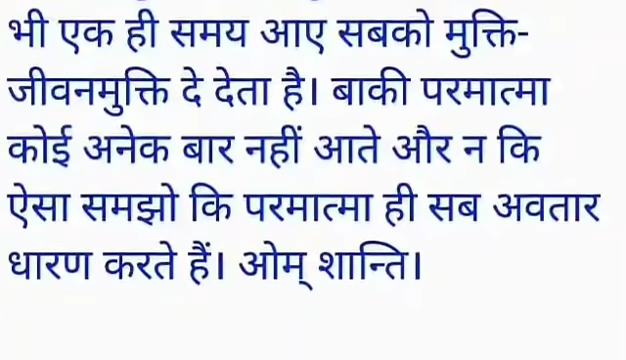 भी एक ही समय आए सबको मुक्ति-
जीवनमुक्ति दे देता है। बाकी परमात्मा
कोई अनेक बार नहीं आते और न कि
ऐसा समझो कि परमात्मा ही सब अवतार
धारण करते हैं। ओम् शान्ति।